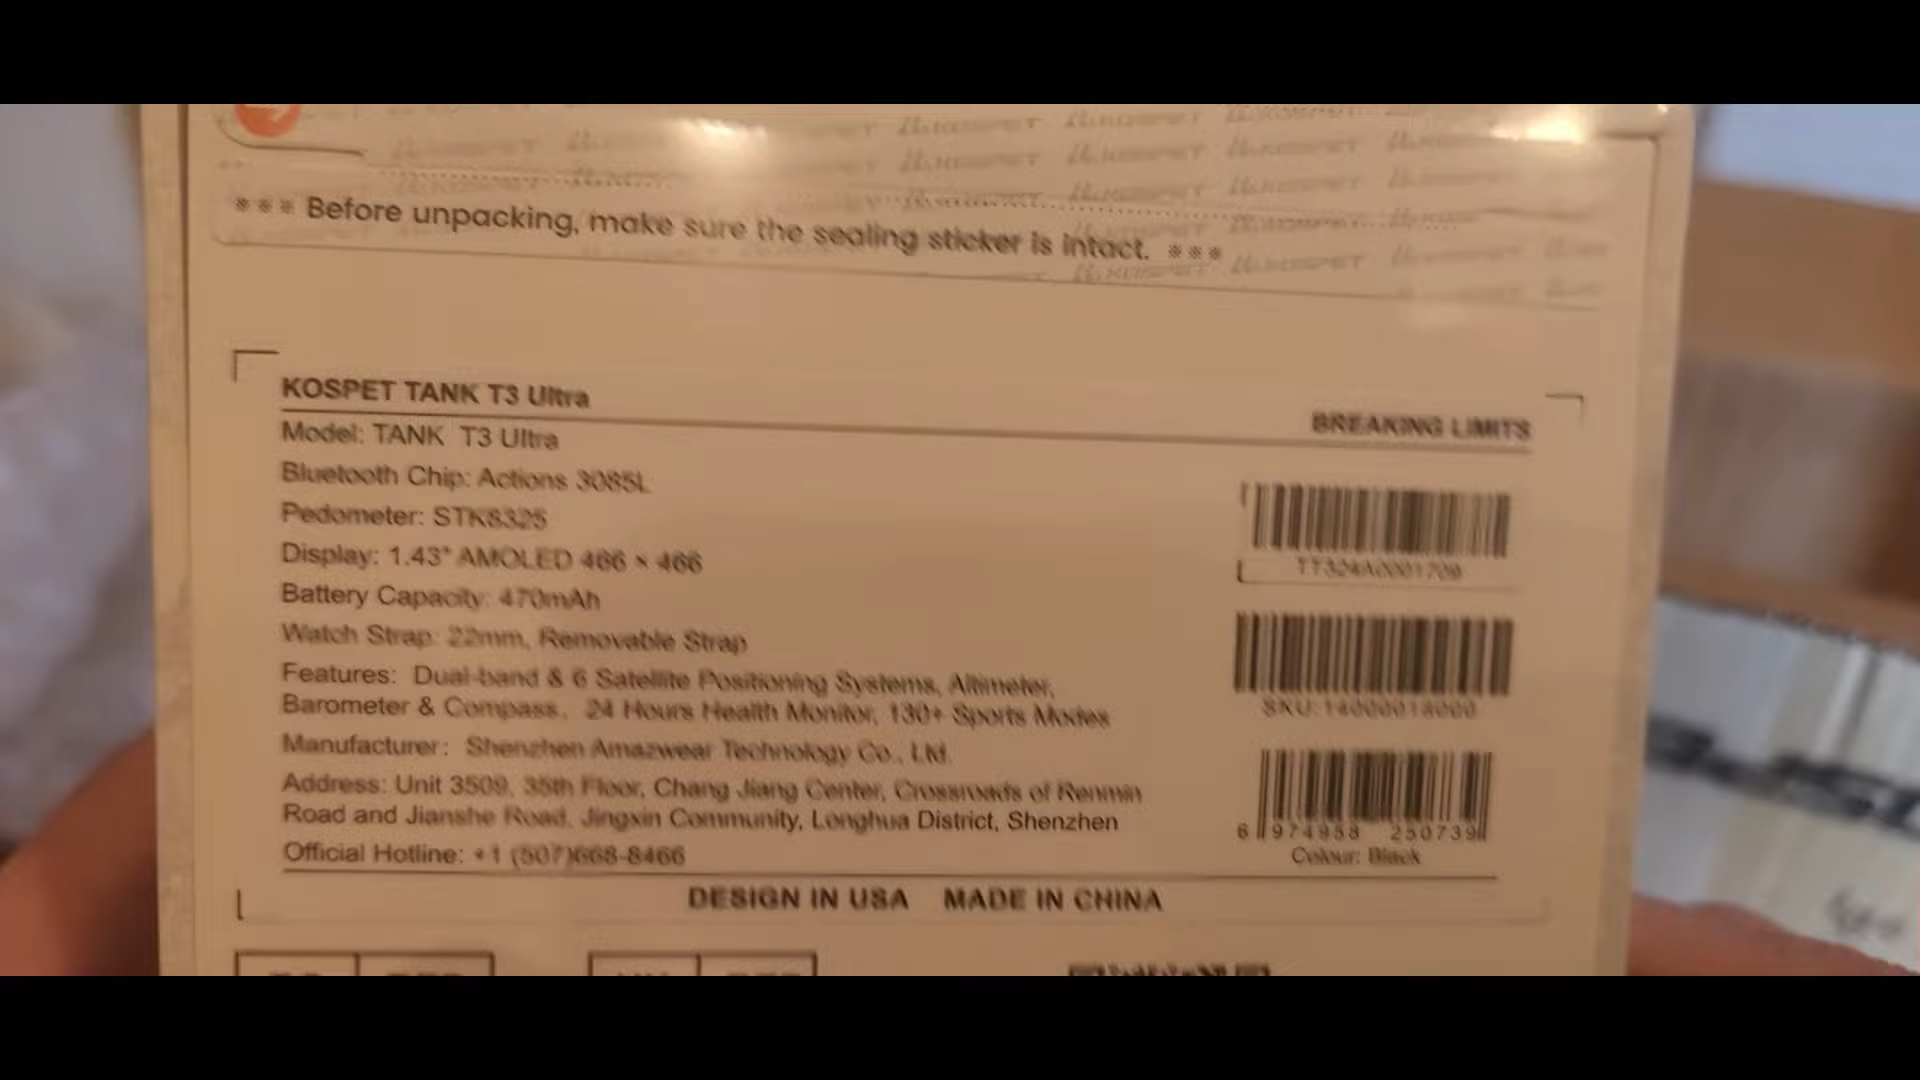 *** Before unpacking, make sure the sealing sticker is intact. ***
KOSPET TANK T3 Ultra
BREAKING LIMITS
Model: TANK T3 Ultra
Bluetooth Chip: Actions 3085L
Pedometer: STK8325
Display: 1.43" AMOLED 466 × 466
Battery Capacity: 470mAh
Watch Strap: 22mm, Removable Strap
Features: Dual-band & 6 Satellite Positioning Systems, Altimeter,
Barometer & Compass, 24 Hours Health Monitor, 130+ Sports Modes
Manufacturer: Shenzhen Amazwear Technology Co., Ltd.
Address: Unit 3509, 35th Floor, Chang Jiang Center, Crossroads of Renmin
Road and Jianshe Road, Jingxin Community, Longhua District, Shenzhen
Official Hotline: +1 (507)668-8466
TT324A0001709
SKU:14000018000
6 974958 250739
Colour: Black
DESIGN IN USA MADE IN CHINA